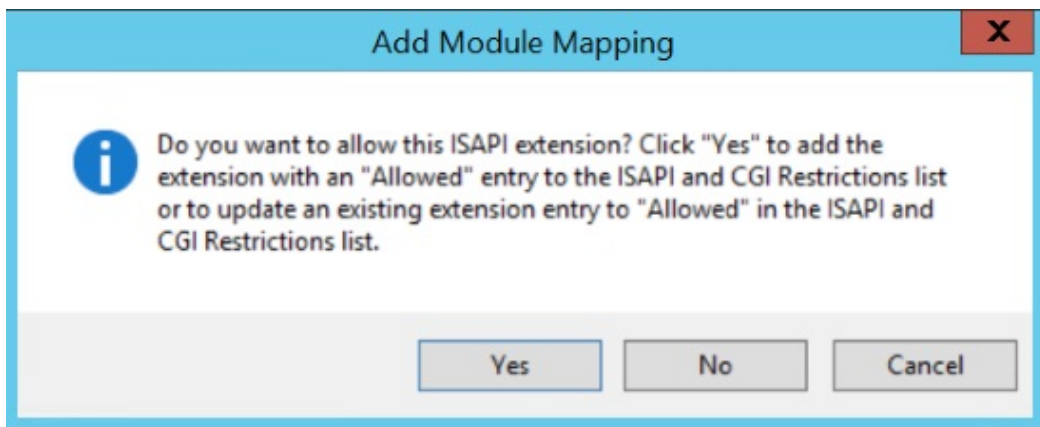 Add Module Mapping
X
Do you want to allow this ISAPI extension? Click "Yes" to add the
extension with an "Allowed" entry to the ISAPI and CGI Restrictions list
or to update an existing extension entry to "Allowed" in the ISAPI and
CGI Restrictions list.
Yes No Cancel